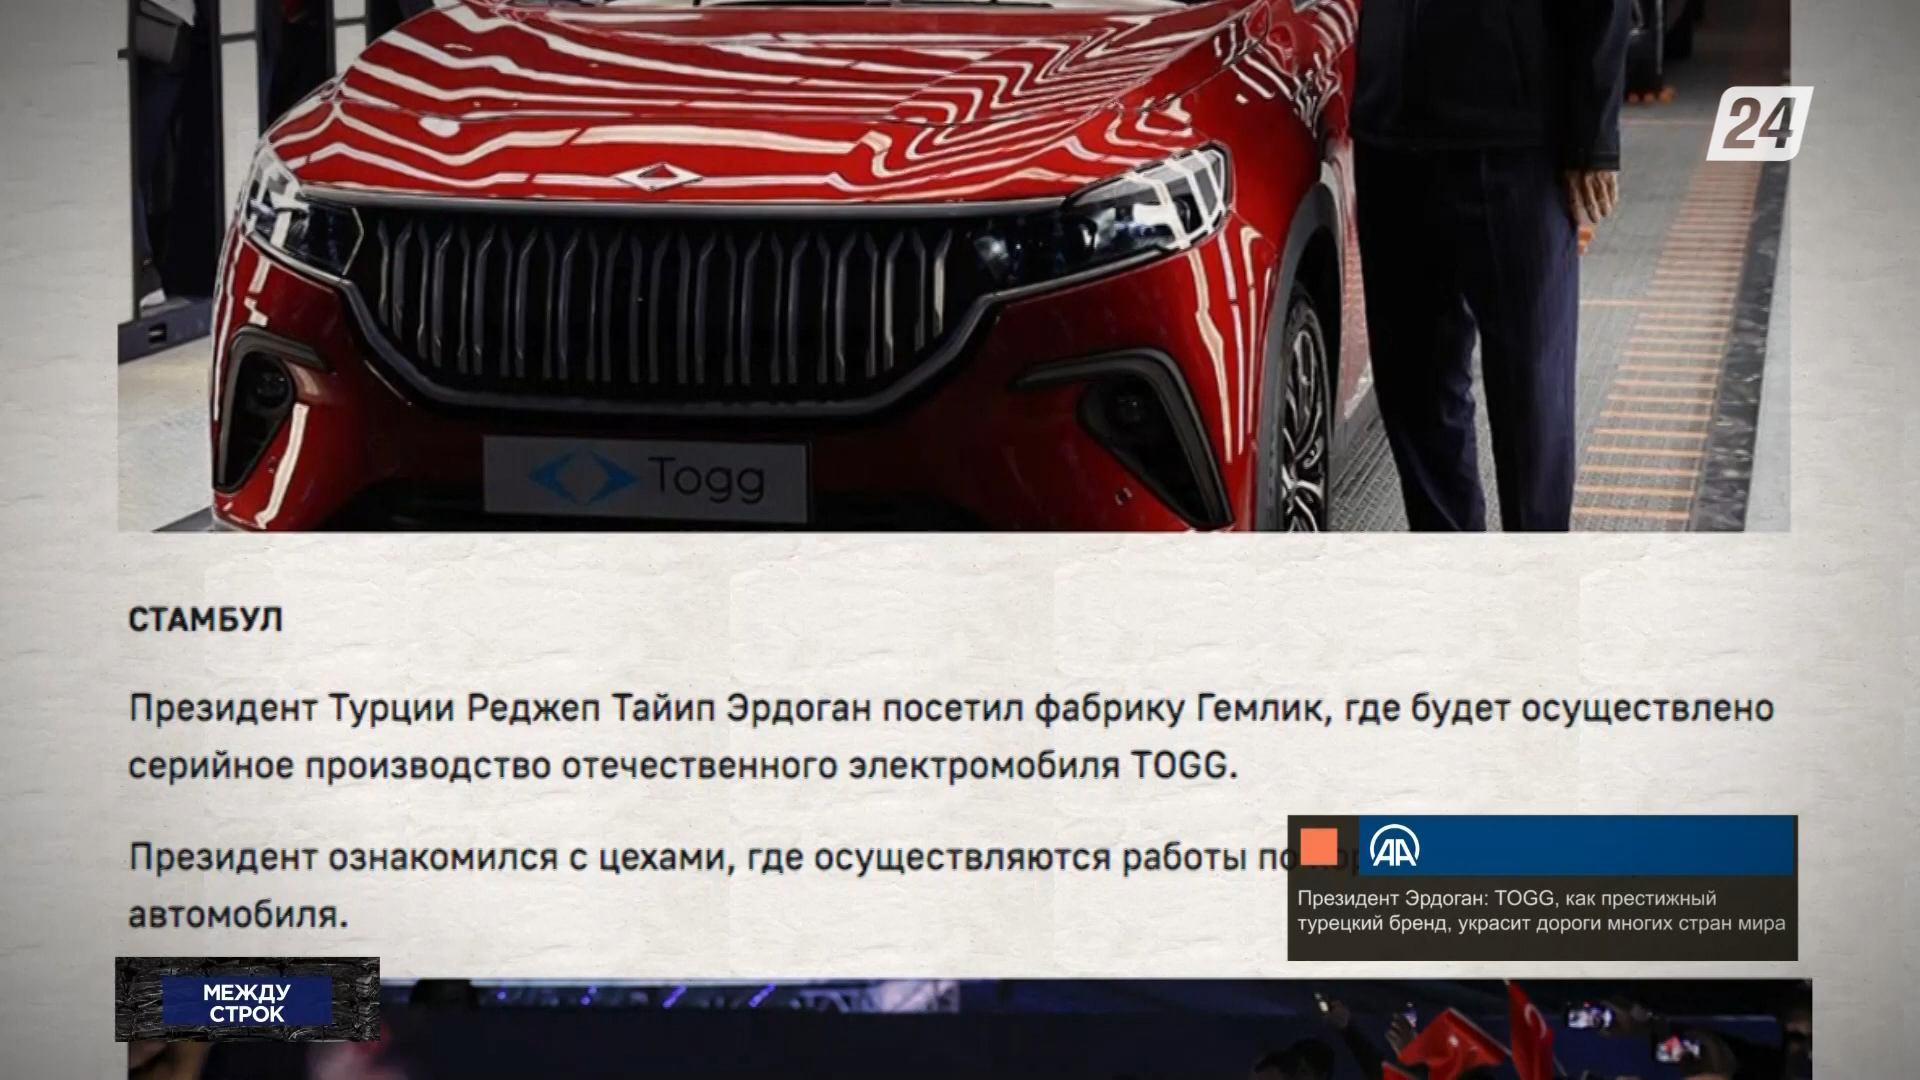 24
Togg
СТАМБУЛ
Президент Турции Реджеп Тайип Эрдоган посетил фабрику Гемлик, где будет осуществлено
серийное производство отечественного электромобиля TOGG.
Президент ознакомился с цехами, где осуществляются работы по
автомобиля.
AA
Президент Эрдоган: TOGG, как престижный
турецкий бренд, украсит дороги многих стран мира
МЕЖДУ
СТРОК